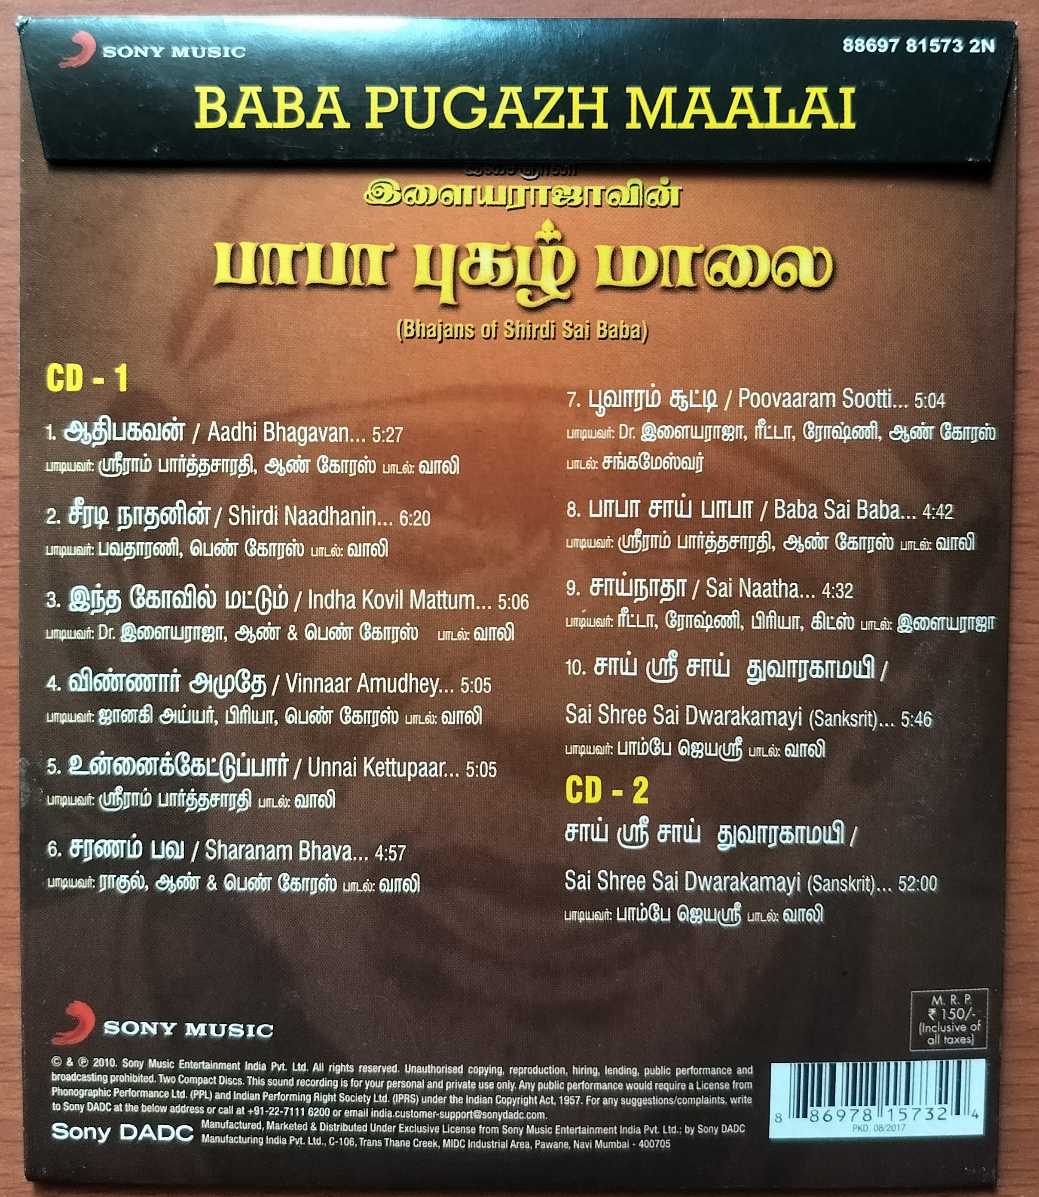 SONY MUSIC
88697 81573 2N
BABA PUGAZH MAALAI
இளையராஜாவின்
பாபா புகழ் மாலை
(Bhajans of Shirdi Sai Baba)
CD - 1
1. ஆதிபகவன் / Aadhi Bhagavan... 5:27
பாடியவர்: ஸ்ரீராம் பார்த்தசாரதி, ஆண் கோரஸ் பாடல்: வாலி
2. சீரடி நாதனின் / Shirdi Naadhanin... 6:20
பாடியவர்: பவதாரணி, பெண் கோரஸ் பாடல்: வாலி
3. இந்த கோவில் மட்டும் / Indha Kovil Mattum... 5:06
பாடியவர்: Dr. இளையராஜா, ஆண் & பெண் கோரஸ் பாடல்: வாலி
4. விண்ணார் அமுதே / Vinnaar Amudhey... 5:05
பாடியவர்: ஜானகி அய்யர், பிரியா, பெண் கோரஸ் பாடல்: வாலி
5. உன்னைக்கேட்டுப்பார் / Unnai Kettupaar... 5:05
பாடியவர்: ஸ்ரீராம் பார்த்தசாரதி பாடல்: வாலி
6. சரணம் பவ / Sharanam Bhava... 4:57
பாடியவர்: ராகுல், ஆண் & பெண் கோரஸ் பாடல்: வாலி
7. பூவாரம் சூட்டி / Poovaaram Sootti... 5:04
பாடியவர்: Dr. இளையராஜா, ரீட்டா, ரோஷ்ணி, ஆண் கோரஸ்
பாடல்: சங்கமேஸ்வர்
8. பாபா சாய் பாபா / Baba Sai Baba... 4:42
பாடியவர்: ஸ்ரீராம் பார்த்தசாரதி, ஆண் கோரஸ் பாடல்: வாலி
9. சாய்நாதா / Sai Naatha... 4:32
பாடியவர்: ரீட்டா, ரோஷ்ணி, பிரியா, கிட்ஸ் பாடல்: இளையராஜா
10. சாய் ஸ்ரீ சாய் துவாரகாமயி /
Sai Shree Sai Dwarakamayi (Sanksrit)... 5:46
பாடியவர்: பாம்பே ஜெயஸ்ரீ பாடல்: வாலி
CD - 2
சாய் ஸ்ரீ சாய் துவாரகாமயி /
Sai Shree Sai Dwarakamayi (Sanskrit)... 52:00
பாடியவர்: பாம்பே ஜெயஸ்ரீ பாடல்: வாலி
SONY MUSIC
M. R. P.
₹ 150/-
(Inclusive of
all taxes)
© & ℗ 2010. Sony Music Entertainment India Pvt. Ltd. All rights reserved. Unauthorised copying, reproduction, hiring, lending, public performance and
broadcasting prohibited. Two Compact Discs. This sound recording is for your personal and private use only. Any public performance would require a License from
Phonographic Performance Ltd. (PPL) and Indian Performing Right Society Ltd. (IPRS) under the Indian Copyright Act, 1957. For any suggestions/complaints. write
to Sony DADC at the below address or call at +91-22-7111 6200 or email india.customer-support@sonydadc.com.
Sony DADC
Manufactured, Marketed & Distributed Under Exclusive License from Sony Music Entertainment India Pvt. Ltd.; by Sony DADC
Manufacturing India Pvt. Ltd., C-106, Trans Thane Creek, MIDC Industrial Area, Pawane, Navi Mumbai - 400705
8 86978 15732 4
PKD. 08/2017